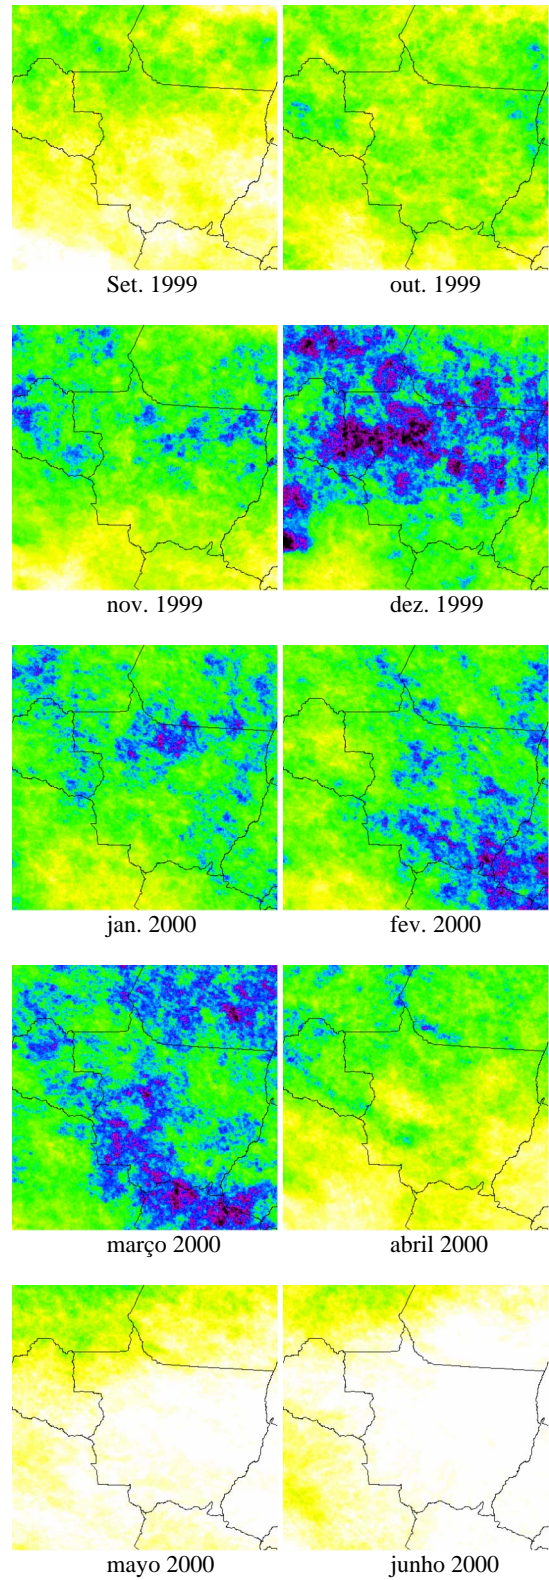 Set. 1999
out. 1999
nov. 1999
dez. 1999
jan. 2000
fev. 2000
março 2000
abril 2000
mayo 2000
junho 2000